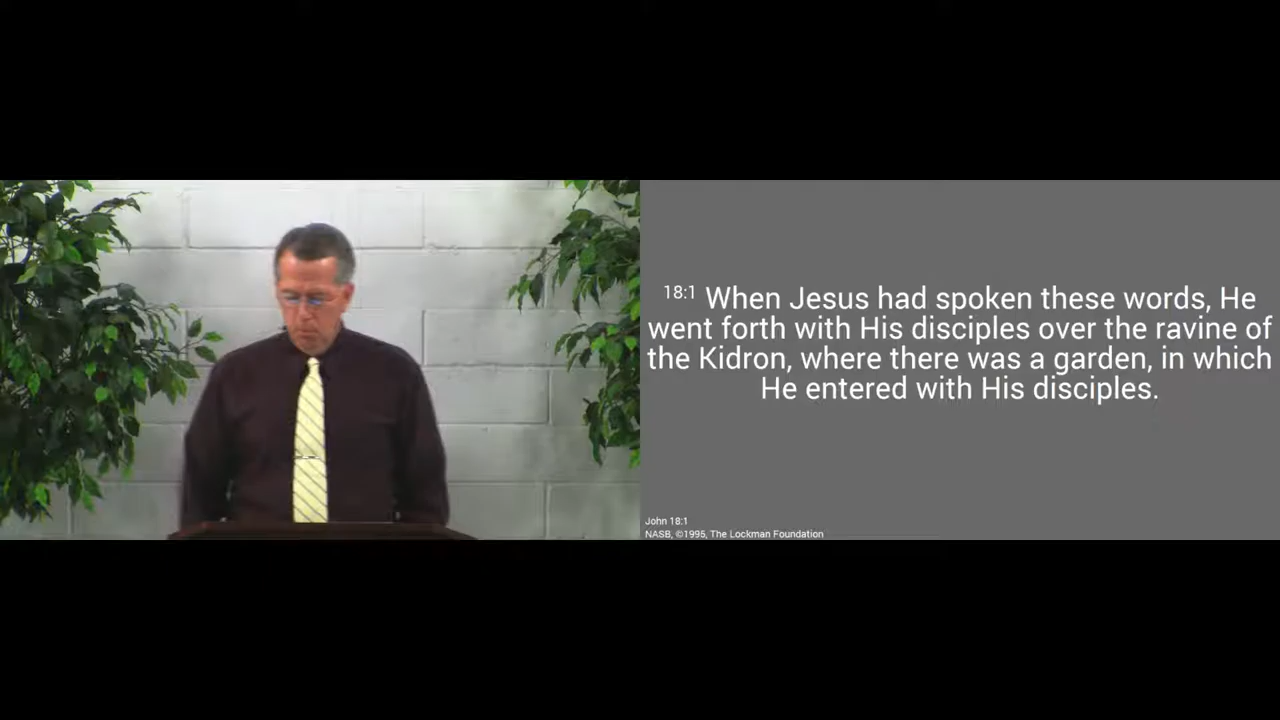 18:1 When Jesus had spoken these words, He
went forth with His disciples over the ravine of
the Kidron, where there was a garden, in which
He entered with His disciples.
John 18:1
NASB, ©1995, The Lockman Foundation